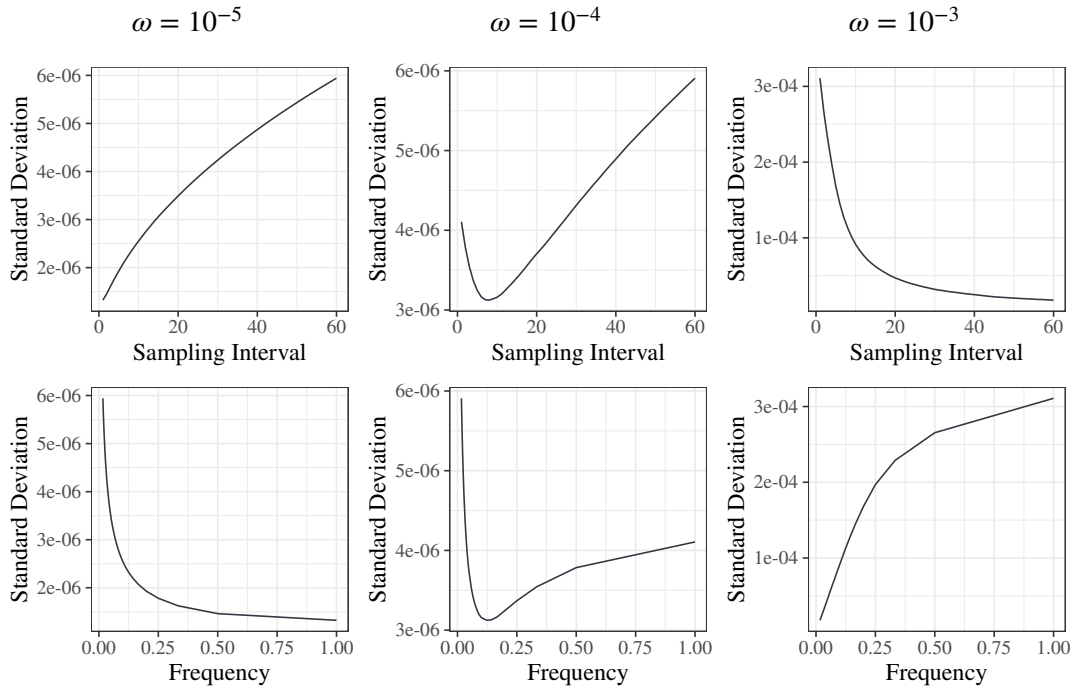 ω = 10⁻⁵ ω = 10⁻⁴ ω = 10⁻³
6e-06
5e-06
4e-06
3e-06
2e-06
Standard Deviation
0 20 40 60
Sampling Interval
6e-06
5e-06
4e-06
3e-06
Standard Deviation
0 20 40 60
Sampling Interval
3e-04
2e-04
1e-04
Standard Deviation
0 20 40 60
Sampling Interval
6e-06
5e-06
4e-06
3e-06
2e-06
Standard Deviation
0.00 0.25 0.50 0.75 1.00
Frequency
6e-06
5e-06
4e-06
3e-06
Standard Deviation
0.00 0.25 0.50 0.75 1.00
Frequency
3e-04
2e-04
1e-04
Standard Deviation
0.00 0.25 0.50 0.75 1.00
Frequency